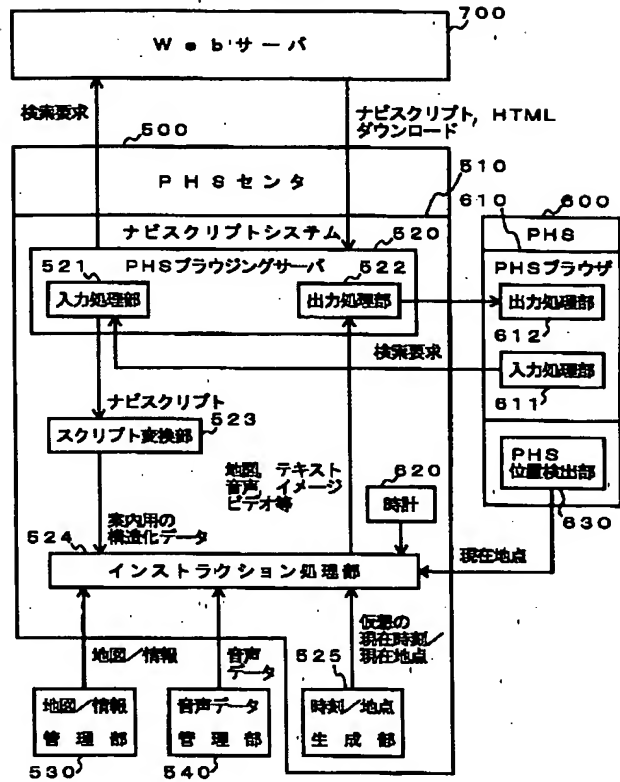 700
Webサーバ
検索要求
ナビスクリプト, HTML
ダウンロード
500
PHSセンタ
510
610
600
ナビスクリプトシステム
520
PHS
521
PHSブラウジングサーバ
522
PHSブラウザ
入力処理部
出力処理部
出力処理部
612
検索要求
入力処理部
611
ナビスクリプト
スクリプト変換部
523
地図, テキスト
音声, イメージ
ビデオ等
620
時計
PHS
位置検出部
630
案内用の
構造化データ
524
現在地点
インストラクション処理部
地図/情報
音声
データ
仮想の
現在時刻/
現在地点
525
地図/情報
管理部
音声データ
管理部
時刻/地点
生成部
530
540